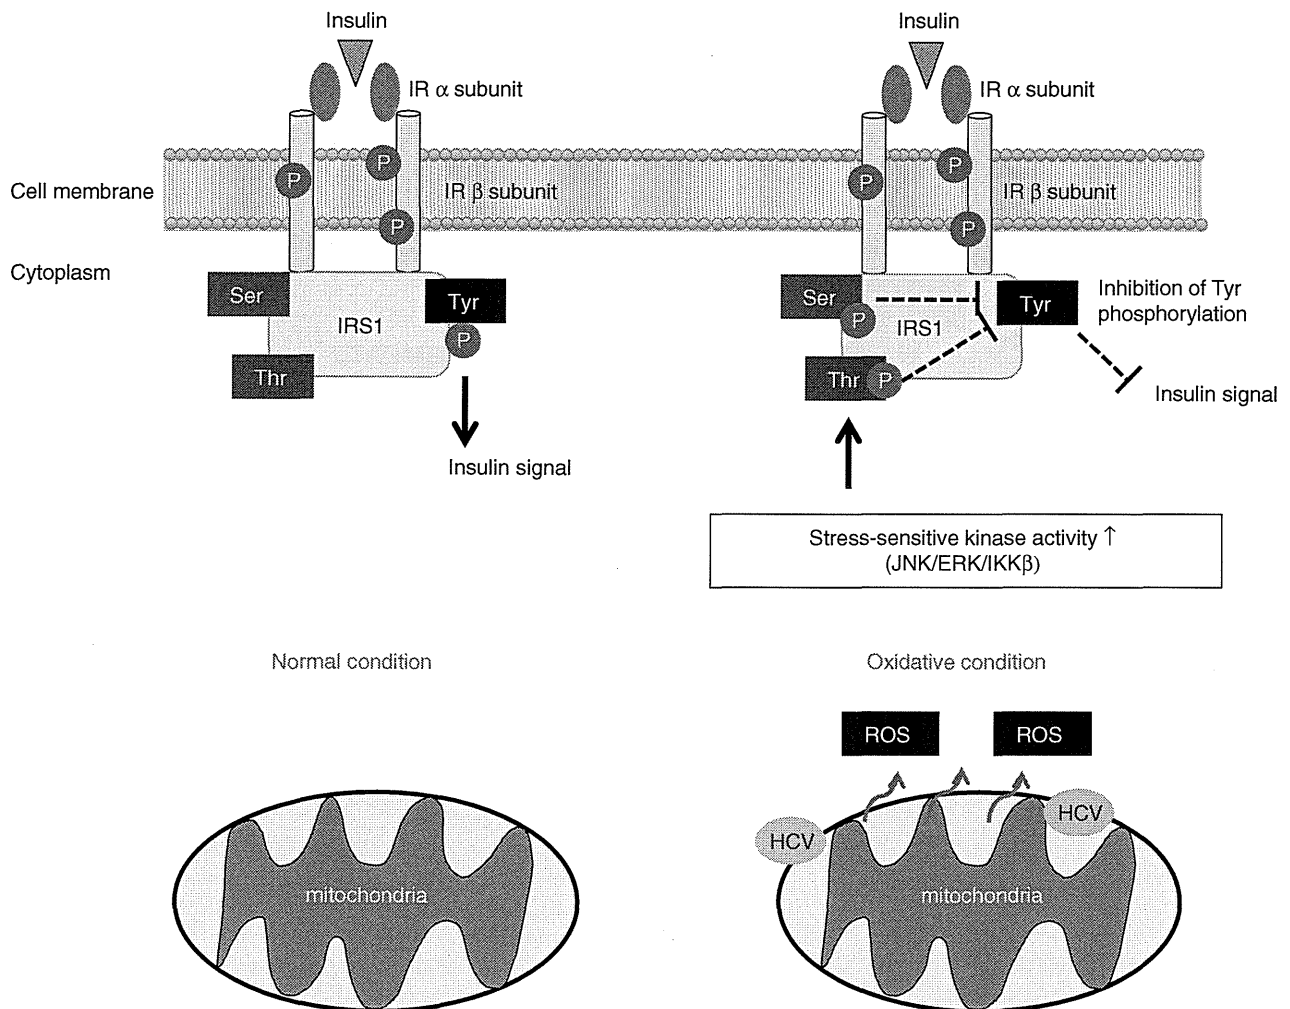 Insulin
IR α subunit
P
P
P
Cell membrane
IR β subunit
Cytoplasm
Ser
Tyr
IRS1
P
Thr
Insulin signal
Insulin
IR α subunit
P
P
P
IR β subunit
Ser
Tyr
Inhibition of Tyr
phosphorylation
P
IRS1
Thr
P
Insulin signal
Stress-sensitive kinase activity ↑
(JNK/ERK/IKKβ)
Normal condition
Oxidative condition
ROS
ROS
HCV
HCV
mitochondria
mitochondria